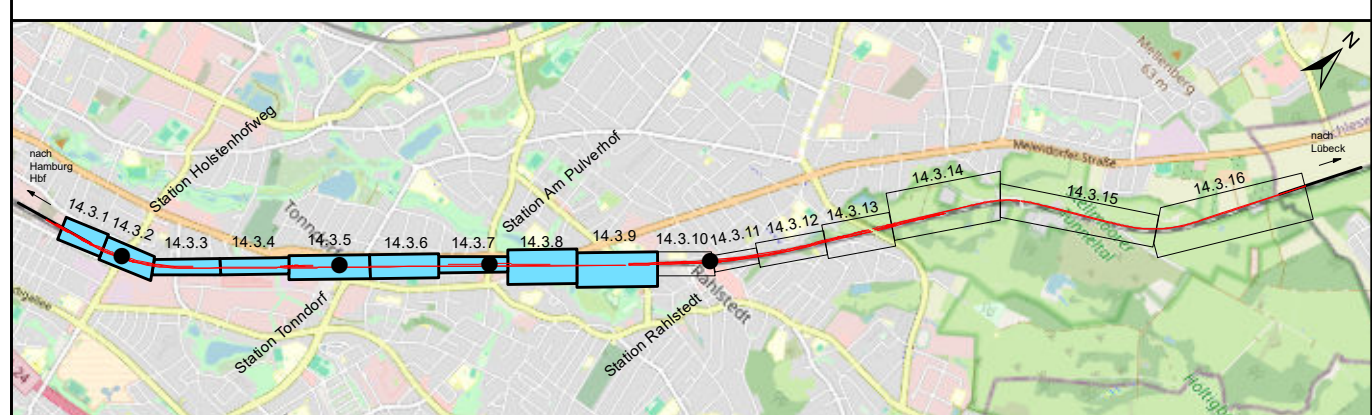 N
Mellenberg
63 m
nach
Hamburg
Hbf
nach
Lübeck
Station Holstenhofweg
Station Am Pulverhof
Meiendorfer Straße
Tonndorf
14.3.1
14.3.2
14.3.3
14.3.4
14.3.5
14.3.6
14.3.7
14.3.8
14.3.9
14.3.10
14.3.11
14.3.12
14.3.13
14.3.14
14.3.15
14.3.16
Rahlstedt
Station Tonndorf
Station Rahlstedt
24